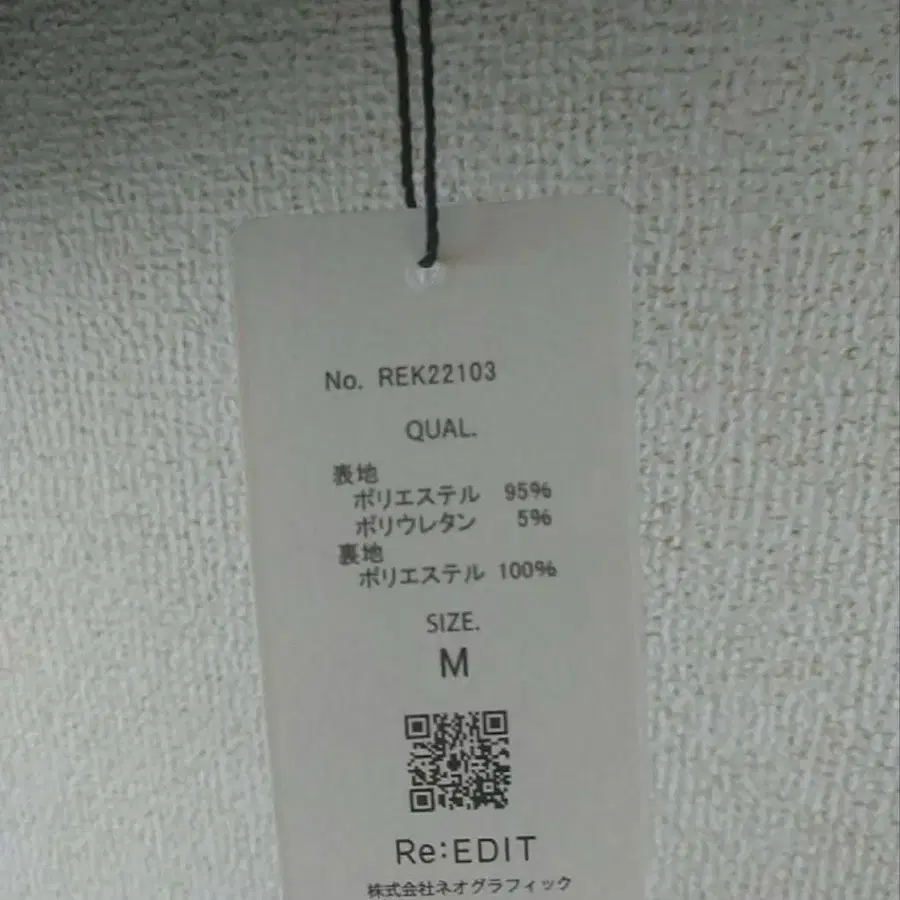 No. REK22103
QUAL.
表地
ポリエステル 95%
ポリウレタン 5%
裏地
ポリエステル 100%
SIZE.
M
Re:EDIT
株式会社ネオグラフィック